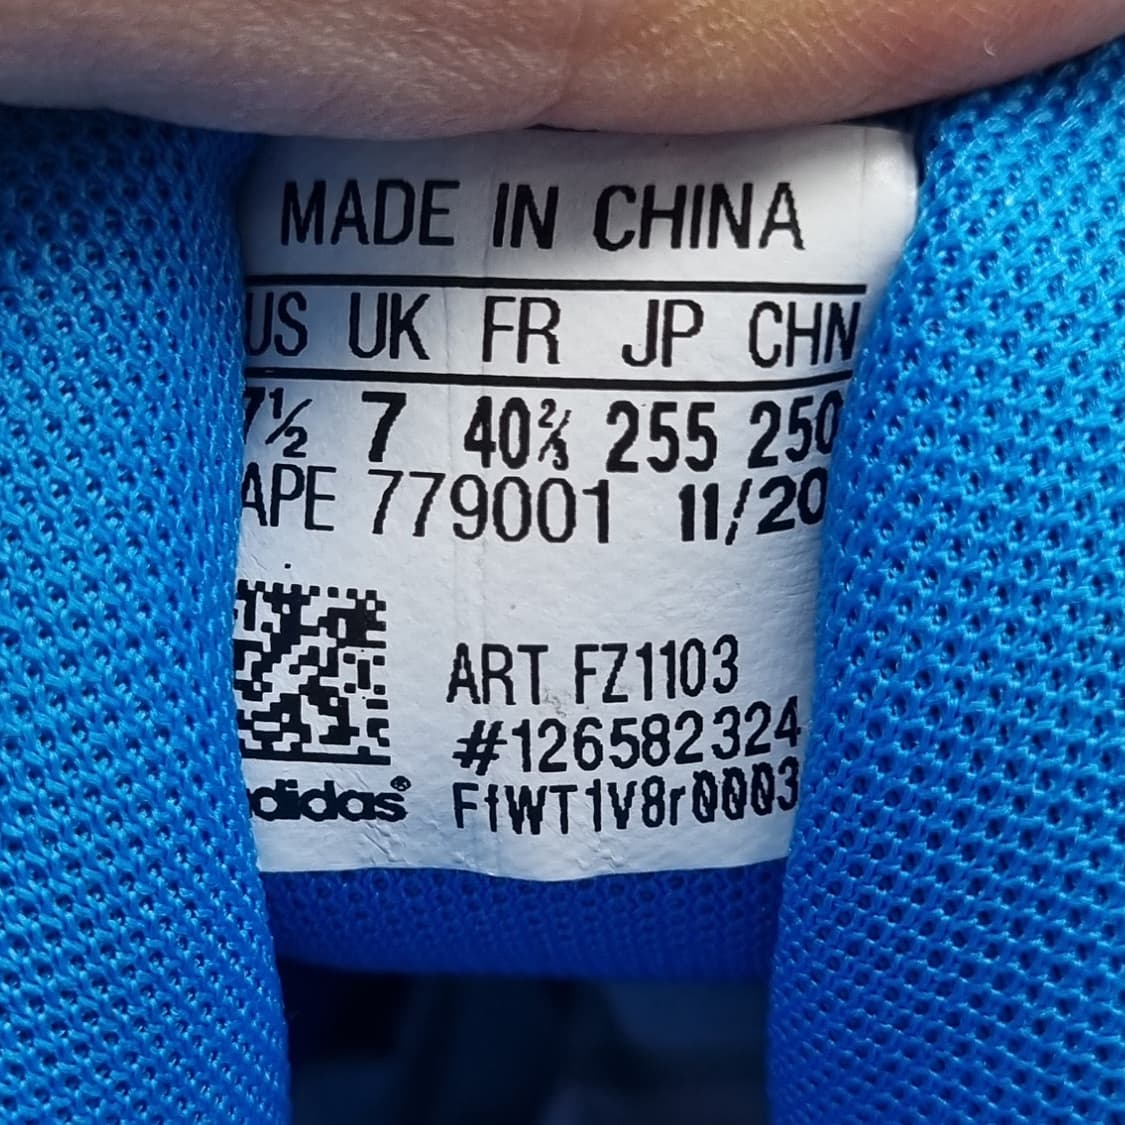 MADE IN CHINA
US UK FR JP CHN
7½ 7 40⅔ 255 250
APE 779001 11/20
ART FZ1103
#126582324
adidas® FtWT1V8r0003